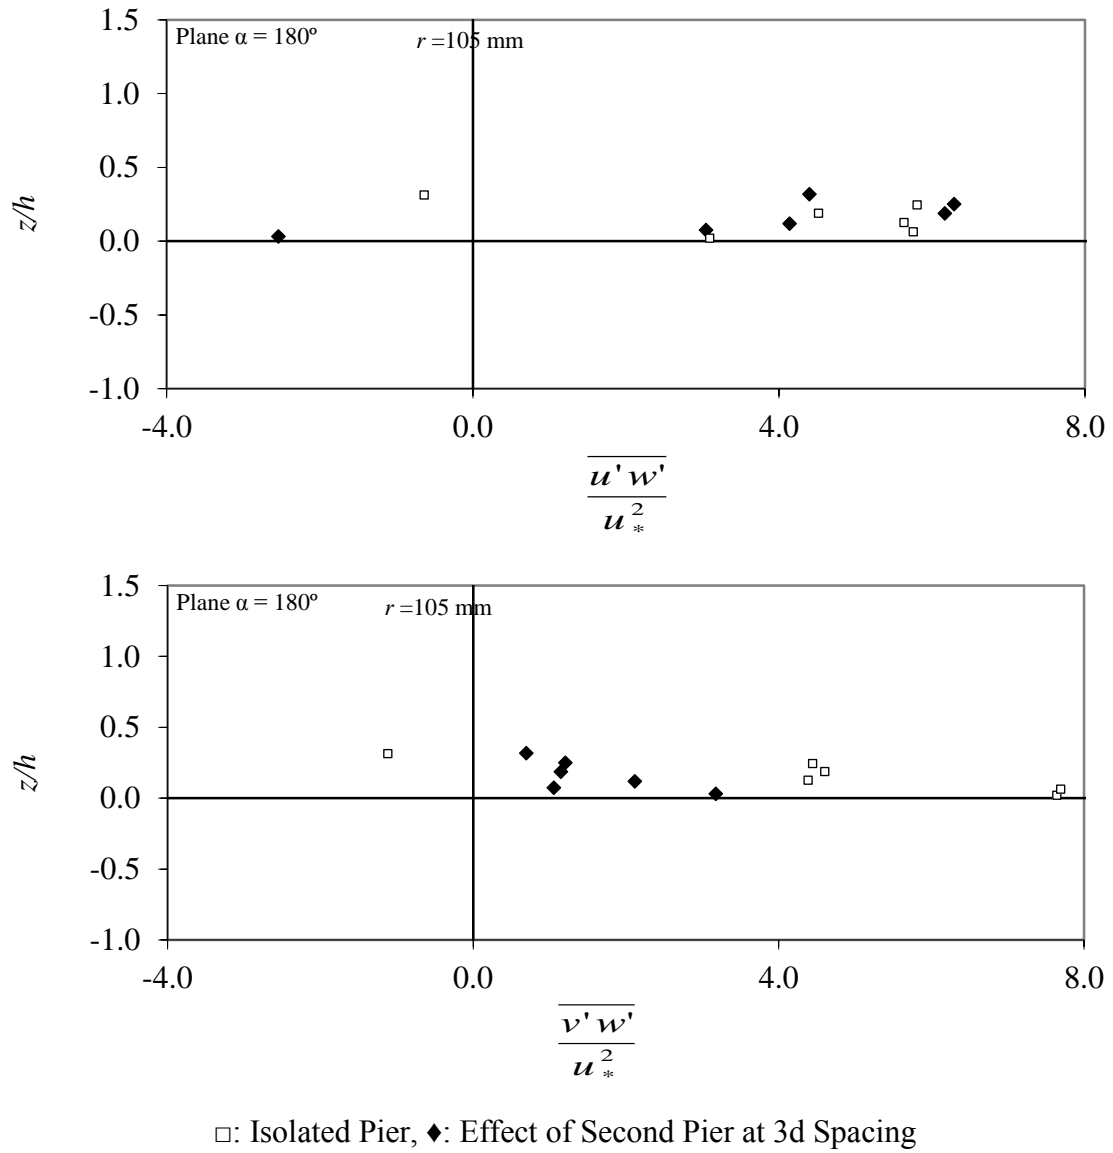 1.5
Plane α = 180º
r =105 mm
1.0
0.5
z/h
0.0
-0.5
-1.0
-4.0 0.0 4.0 8.0
u' w'
u*2
1.5
Plane α = 180º
r =105 mm
1.0
0.5
z/h
0.0
-0.5
-1.0
-4.0 0.0 4.0 8.0
v' w'
u*2
□: Isolated Pier, ♦: Effect of Second Pier at 3d Spacing